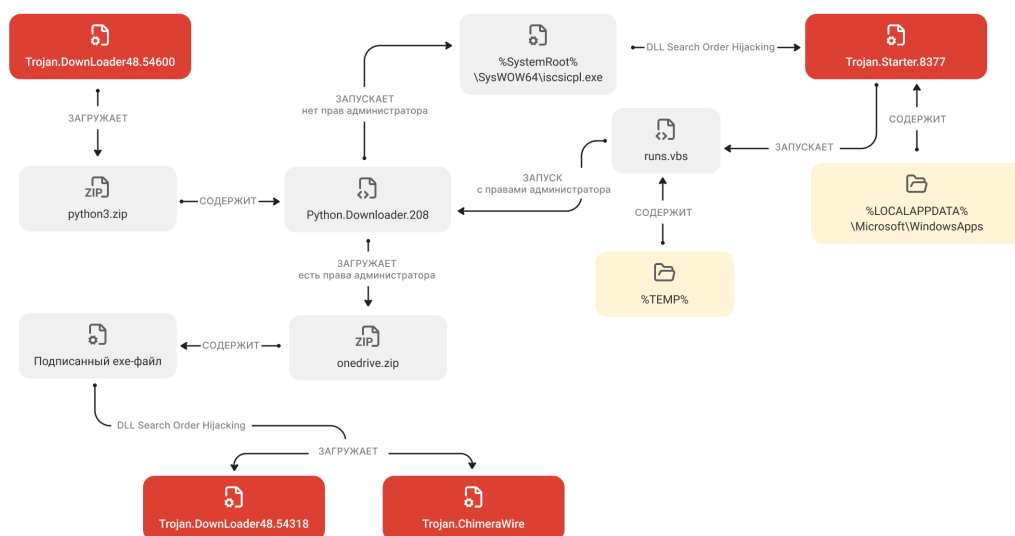 Trojan.DownLoader48.54600
%SystemRoot%
\SysWOW64\iscsicpl.exe
DLL Search Order Hijacking
Trojan.Starter.8377
ЗАГРУЖАЕТ
ЗАПУСКАЕТ
нет прав администратора
СОДЕРЖИТ
runs.vbs
ЗАПУСКАЕТ
python3.zip
СОДЕРЖИТ
Python.Downloader.208
ЗАПУСК
с правами администратора
СОДЕРЖИТ
%LOCALAPPDATA%
\Microsoft\WindowsApps
ЗАГРУЖАЕТ
есть права администратора
%TEMP%
Подписанный exe-файл
СОДЕРЖИТ
ZIP
ZIP
onedrive.zip
DLL Search Order Hijacking
ЗАГРУЖАЕТ
Trojan.DownLoader48.54318
Trojan.ChimeraWire